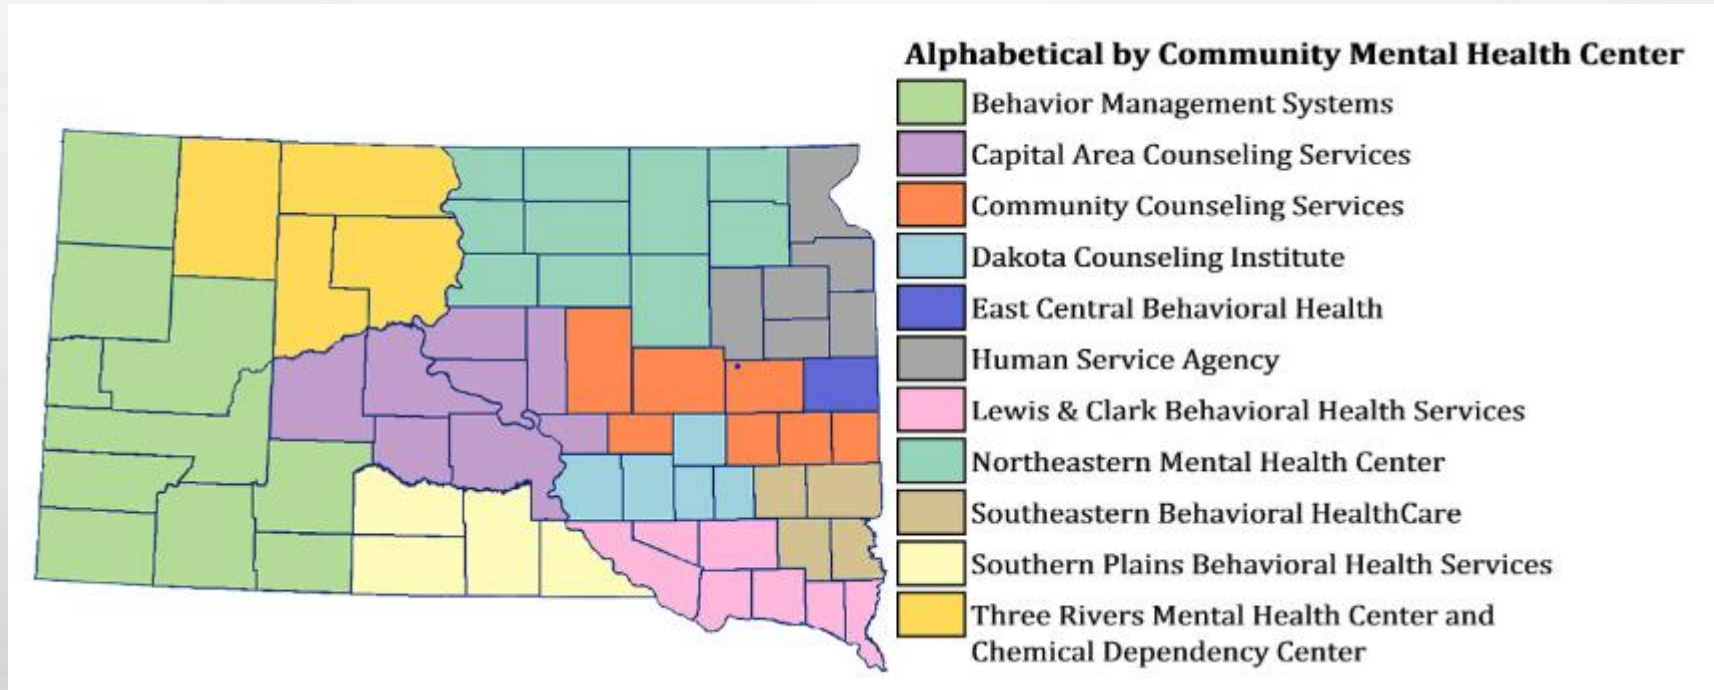 Alphabetical by Community Mental Health Center
Behavior Management Systems
Capital Area Counseling Services
Community Counseling Services
Dakota Counseling Institute
East Central Behavioral Health
Human Service Agency
Lewis & Clark Behavioral Health Services
Northeastern Mental Health Center
Southeastern Behavioral HealthCare
Southern Plains Behavioral Health Services
Three Rivers Mental Health Center and
Chemical Dependency Center